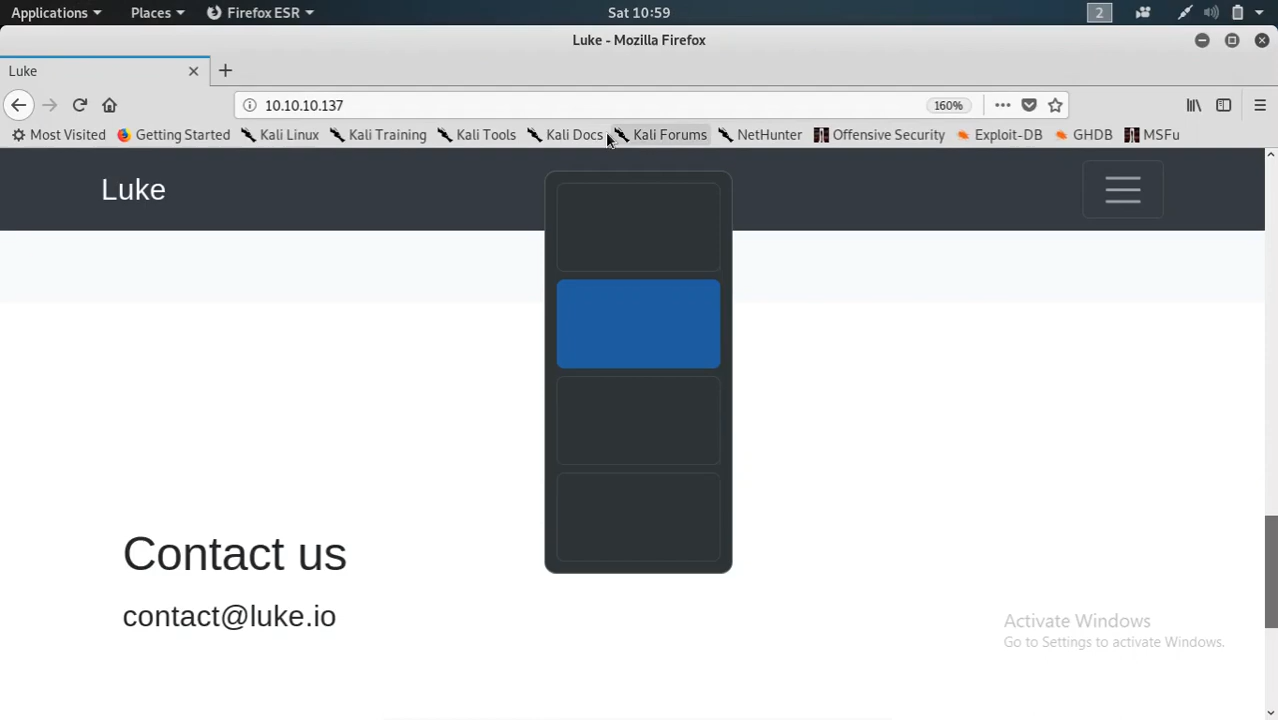 Applications Places Firefox ESR Sat 10:59 2
Luke - Mozilla Firefox
Luke
10.10.10.137 160%
Most Visited Getting Started Kali Linux Kali Training Kali Tools Kali Docs Kali Forums NetHunter Offensive Security Exploit-DB GHDB MSFu
Luke
Contact us
contact@luke.io
Activate Windows
Go to Settings to activate Windows.